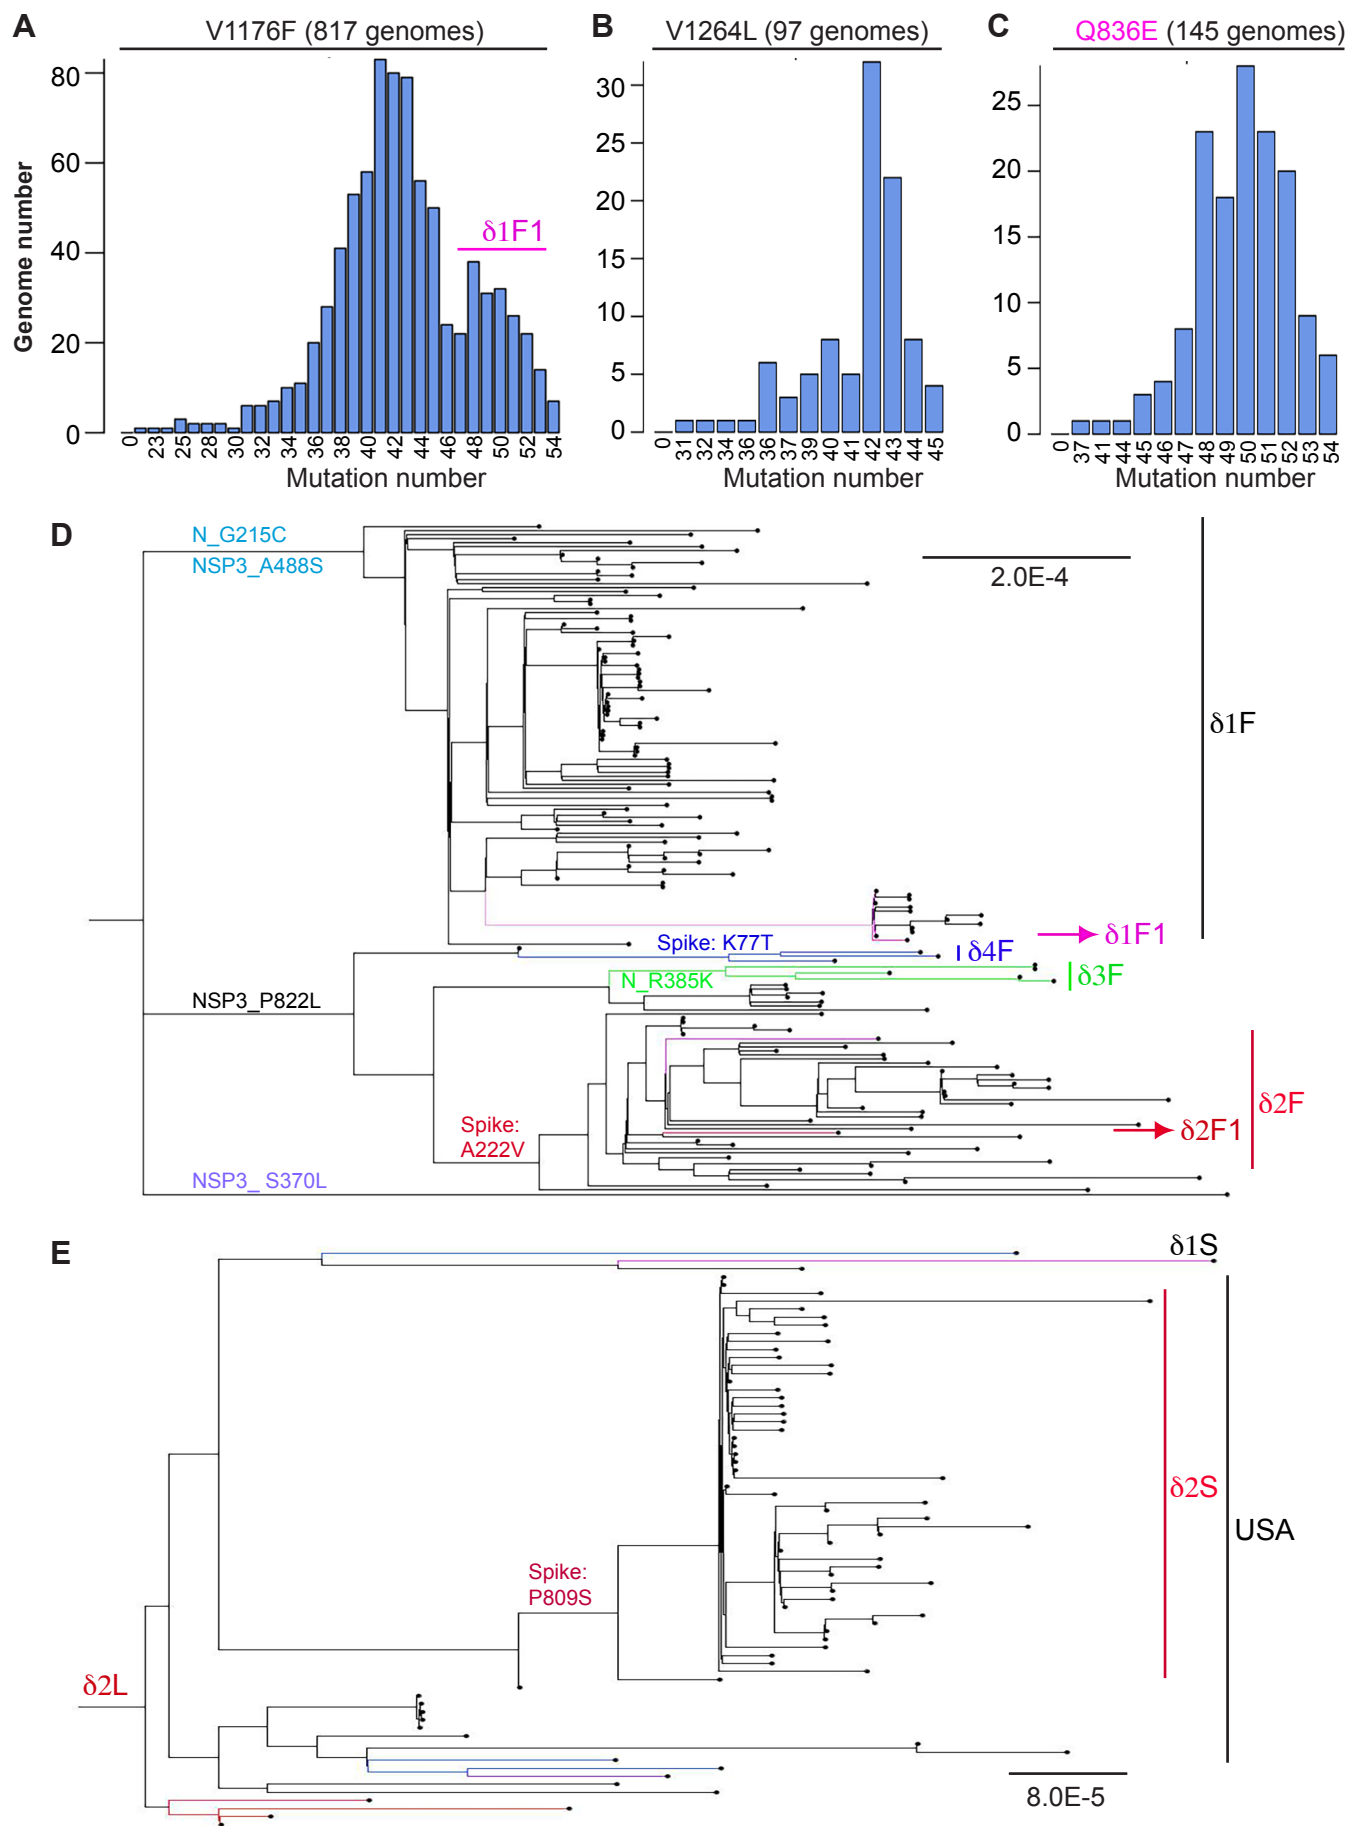 A
V1176F (817 genomes)
Genome number
80
60
40
20
0
δ1F1
0 23 25 28 30 32 34 36 38 40 42 44 46 48 50 52 54
Mutation number
B
V1264L (97 genomes)
30
25
20
15
10
5
0
0 31 32 34 36 36 37 39 40 41 42 43 44 45
Mutation number
C
Q836E (145 genomes)
25
20
15
10
5
0
0 37 41 44 45 46 47 48 49 50 51 52 53 54
Mutation number
D
N_G215C
NSP3_A488S
2.0E-4
δ1F
δ1F1
Spike: K77T
δ4F
N_R385K
δ3F
NSP3_P822L
δ2F
Spike:
A222V
δ2F1
NSP3_ S370L
E
δ1S
δ2S
USA
Spike:
P809S
δ2L
8.0E-5